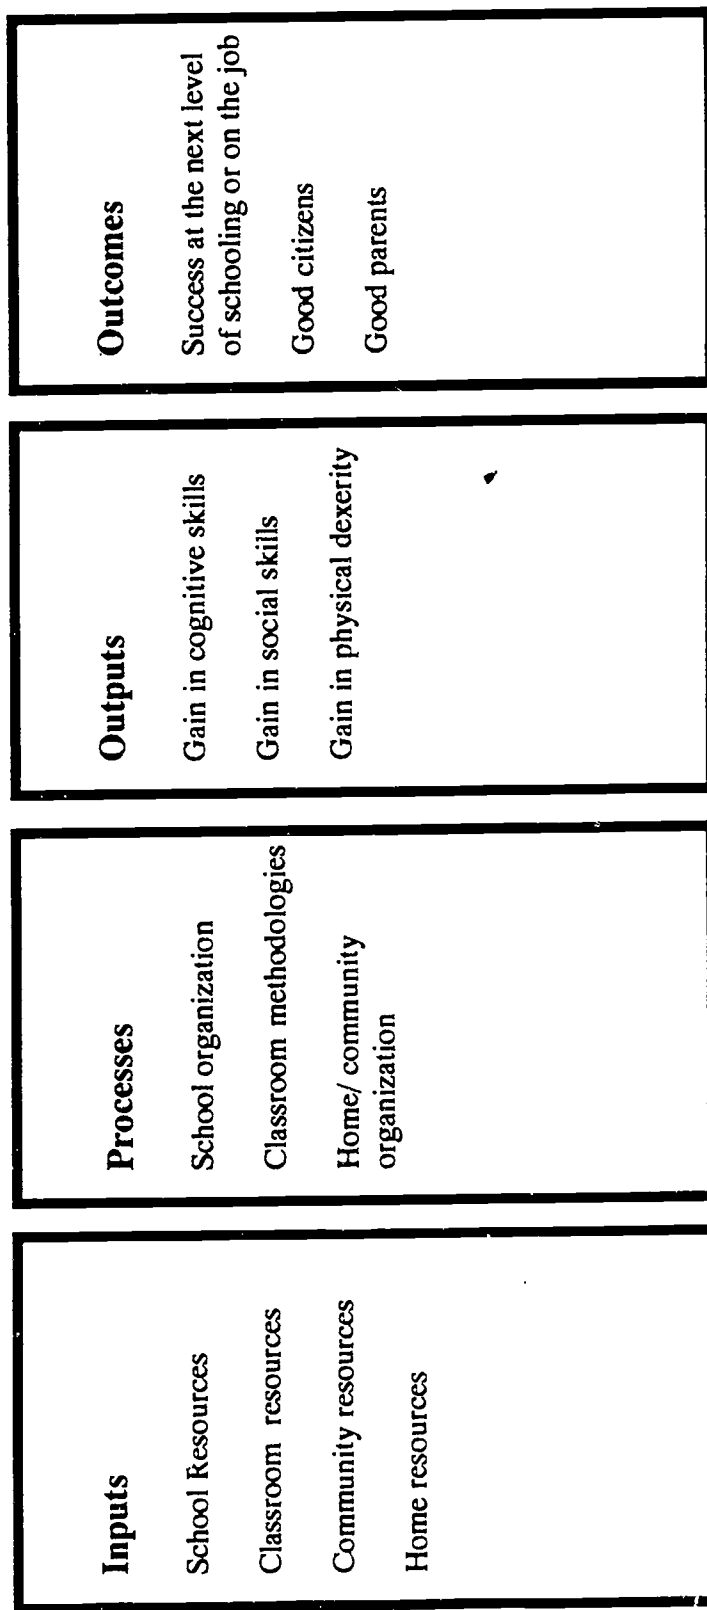 Inputs
School Resources
Classroom resources
Community resources
Home resources
Processes
School organization
Classroom methodologies
Home/ community
organization
Outputs
Gain in cognitive skills
Gain in social skills
Gain in physical dexerity
Outcomes
Success at the next level
of schooling or on the job
Good citizens
Good parents